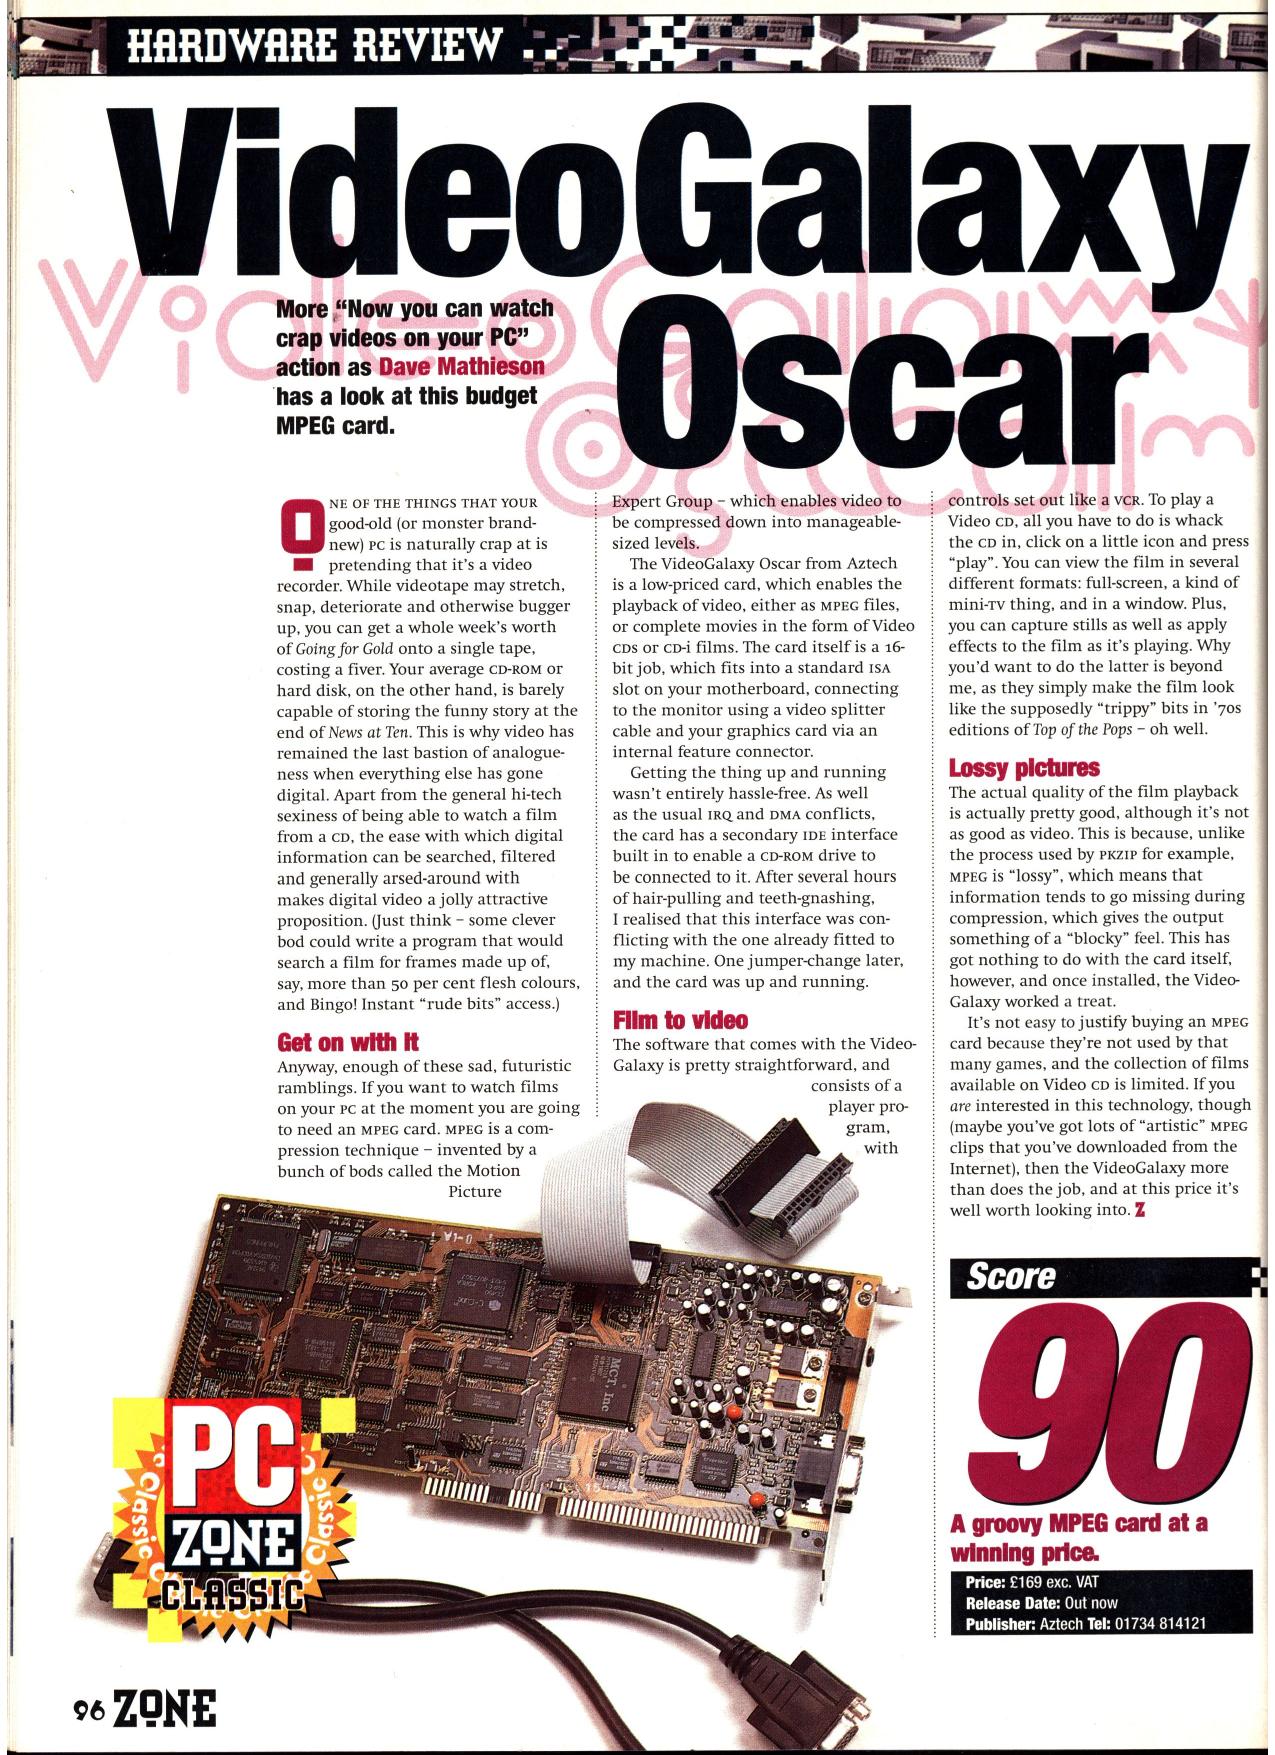 HARDWARE REVIEW
VideoGalaxy
Oscar
More “Now you can watch
crap videos on your PC”
action as Dave Mathieson
has a look at this budget
MPEG card.
ONE OF THE THINGS THAT YOUR
good-old (or monster brand-
new) PC is naturally crap at is
pretending that it's a video
recorder. While videotape may stretch,
snap, deteriorate and otherwise bugger
up, you can get a whole week's worth
of Going for Gold onto a single tape,
costing a fiver. Your average CD-ROM or
hard disk, on the other hand, is barely
capable of storing the funny story at the
end of News at Ten. This is why video has
remained the last bastion of analogue-
ness when everything else has gone
digital. Apart from the general hi-tech
sexiness of being able to watch a film
from a CD, the ease with which digital
information can be searched, filtered
and generally arsed-around with
makes digital video a jolly attractive
proposition. (Just think – some clever
bod could write a program that would
search a film for frames made up of,
say, more than 50 per cent flesh colours,
and Bingo! Instant “rude bits” access.)
Get on with it
Anyway, enough of these sad, futuristic
ramblings. If you want to watch films
on your PC at the moment you are going
to need an MPEG card. MPEG is a com-
pression technique – invented by a
bunch of bods called the Motion
Picture
Expert Group – which enables video to
be compressed down into manageable-
sized levels.
The VideoGalaxy Oscar from Aztech
is a low-priced card, which enables the
playback of video, either as MPEG files,
or complete movies in the form of Video
CDs or CD-i films. The card itself is a 16-
bit job, which fits into a standard ISA
slot on your motherboard, connecting
to the monitor using a video splitter
cable and your graphics card via an
internal feature connector.
Getting the thing up and running
wasn't entirely hassle-free. As well
as the usual IRQ and DMA conflicts,
the card has a secondary IDE interface
built in to enable a CD-ROM drive to
be connected to it. After several hours
of hair-pulling and teeth-gnashing,
I realised that this interface was con-
flicting with the one already fitted to
my machine. One jumper-change later,
and the card was up and running.
Film to video
The software that comes with the Video-
Galaxy is pretty straightforward, and
consists of a
player pro-
gram,
with
controls set out like a VCR. To play a
Video CD, all you have to do is whack
the CD in, click on a little icon and press
“play”. You can view the film in several
different formats: full-screen, a kind of
mini-TV thing, and in a window. Plus,
you can capture stills as well as apply
effects to the film as it's playing. Why
you'd want to do the latter is beyond
me, as they simply make the film look
like the supposedly “trippy” bits in '70s
editions of Top of the Pops – oh well.
Lossy pictures
The actual quality of the film playback
is actually pretty good, although it's not
as good as video. This is because, unlike
the process used by PKZIP for example,
MPEG is “lossy”, which means that
information tends to go missing during
compression, which gives the output
something of a “blocky” feel. This has
got nothing to do with the card itself,
however, and once installed, the Video-
Galaxy worked a treat.
It's not easy to justify buying an MPEG
card because they're not used by that
many games, and the collection of films
available on Video CD is limited. If you
are interested in this technology, though
(maybe you've got lots of “artistic” MPEG
clips that you've downloaded from the
Internet), then the VideoGalaxy more
than does the job, and at this price it's
well worth looking into. Z
A1-0
C-Cube
MCT, Inc
PC
ZONE
CLASSIC
Classic
Classic
Score
90
A groovy MPEG card at a
winning price.
Price: £169 exc. VAT
Release Date: Out now
Publisher: Aztech Tel: 01734 814121
96 ZONE